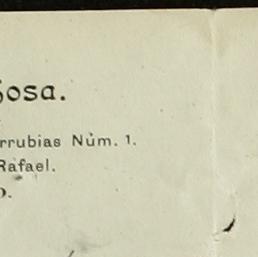 Sosa.
rrubias Núm. 1.
Rafael.
o.